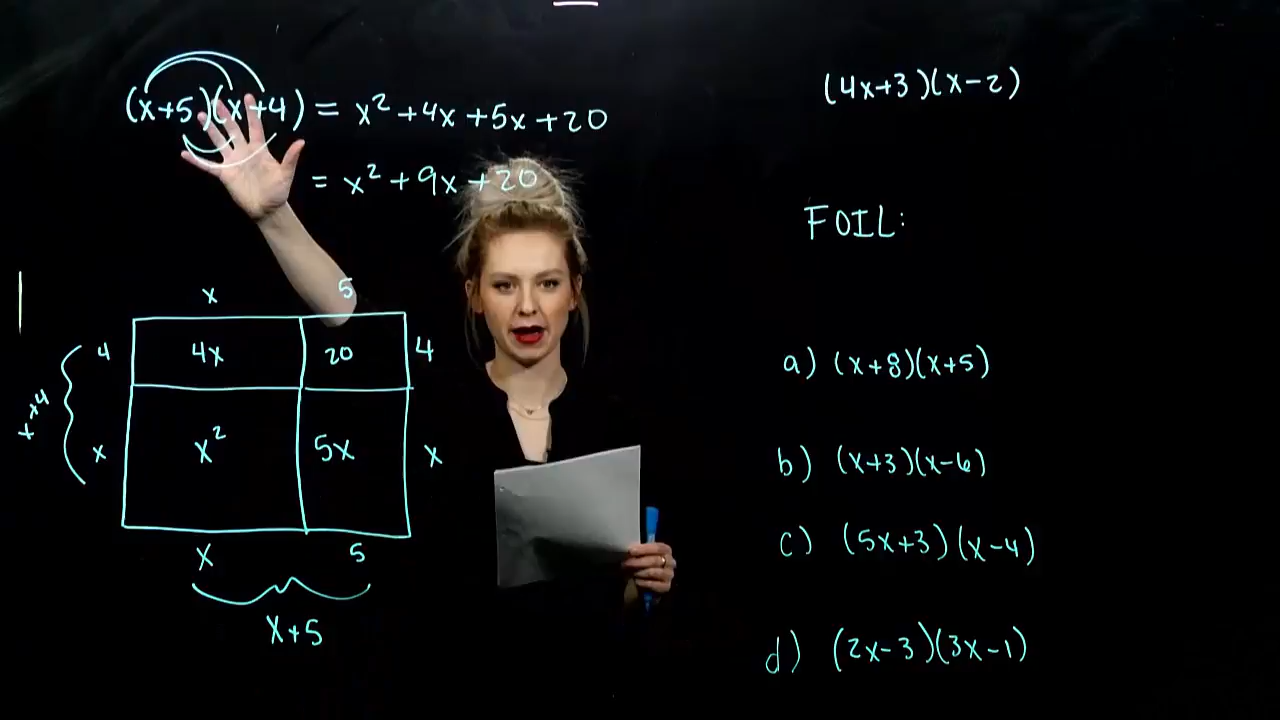 (x+5)(x+4) = x² + 4x + 5x + 20
= x² + 9x + 20
x 5
4 4x 20 4
x+4
x x² 5x x
x 5
x+5
(4x+3)(x-2)
FOIL:
a) (x+8)(x+5)
b) (x+3)(x-6)
c) (5x+3)(x-4)
d) (2x-3)(3x-1)